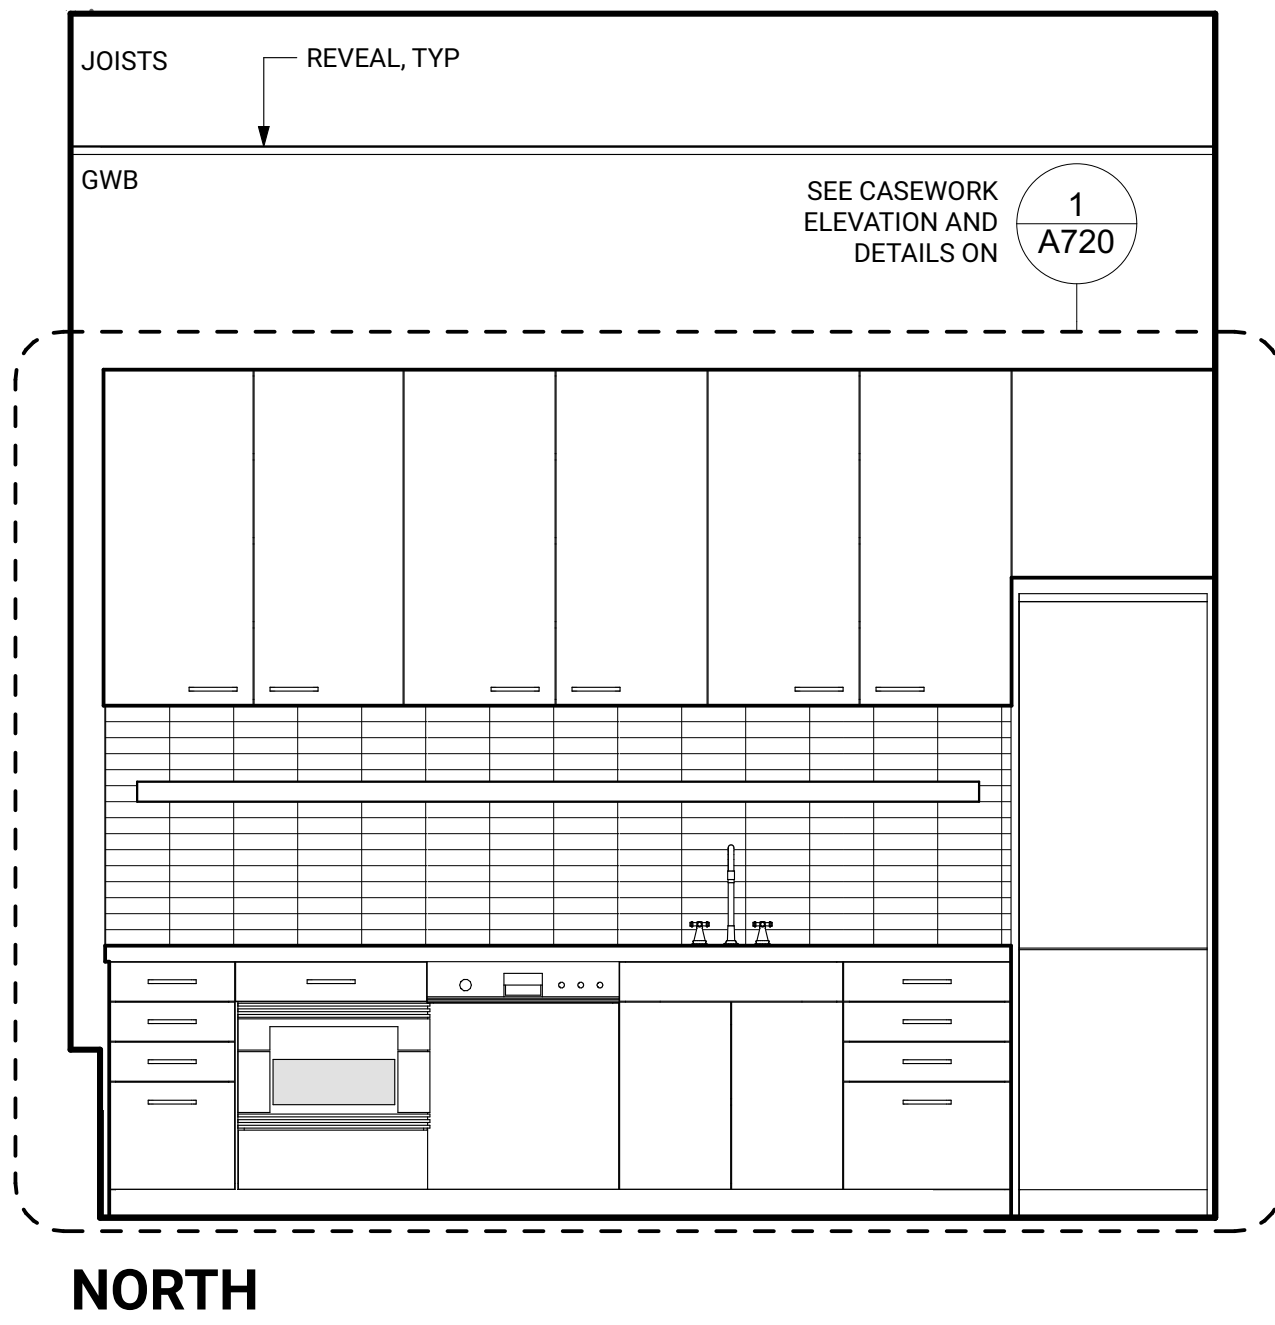 JOISTS
REVEAL, TYP
GWB
SEE CASEWORK
ELEVATION AND
DETAILS ON
1
A720
NORTH